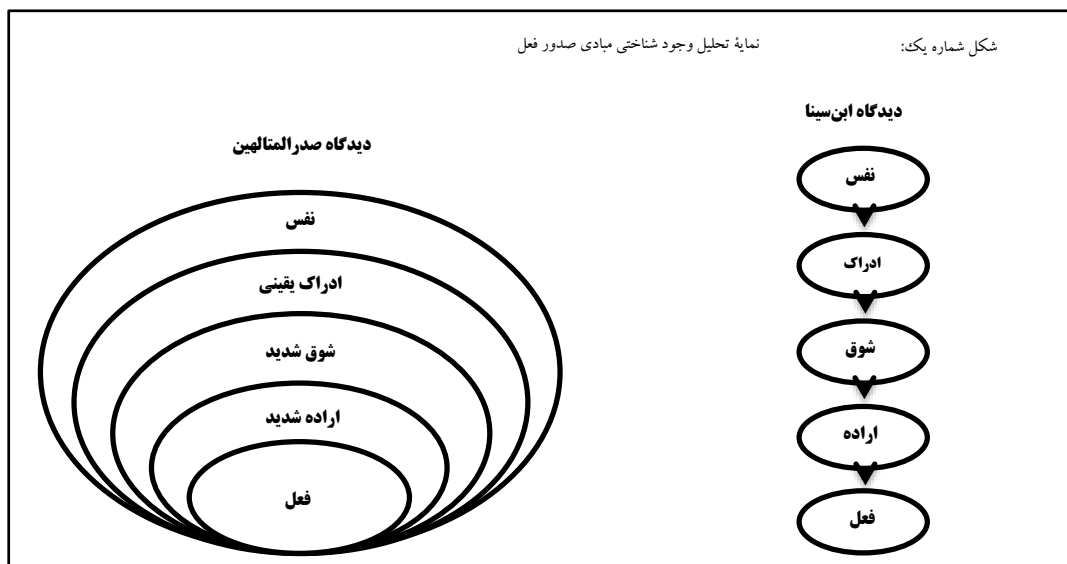 شکل شماره یک: نمایۀ تحلیل وجود شناختی مبادی صدور فعل
دیدگاه ابن‌سینا
نفس
ادراک
شوق
اراده
فعل
دیدگاه صدرالمتالهین
نفس
ادراک یقینی
شوق شدید
اراده شدید
فعل